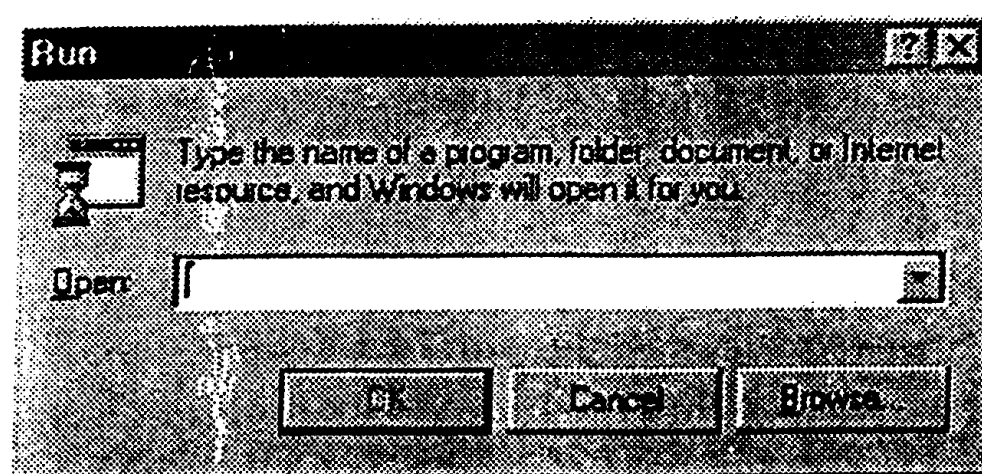 Run
Type the name of a program, folder, document, or Internet
resource, and Windows will open it for you.
Open:
OK
Cancel
Browse...